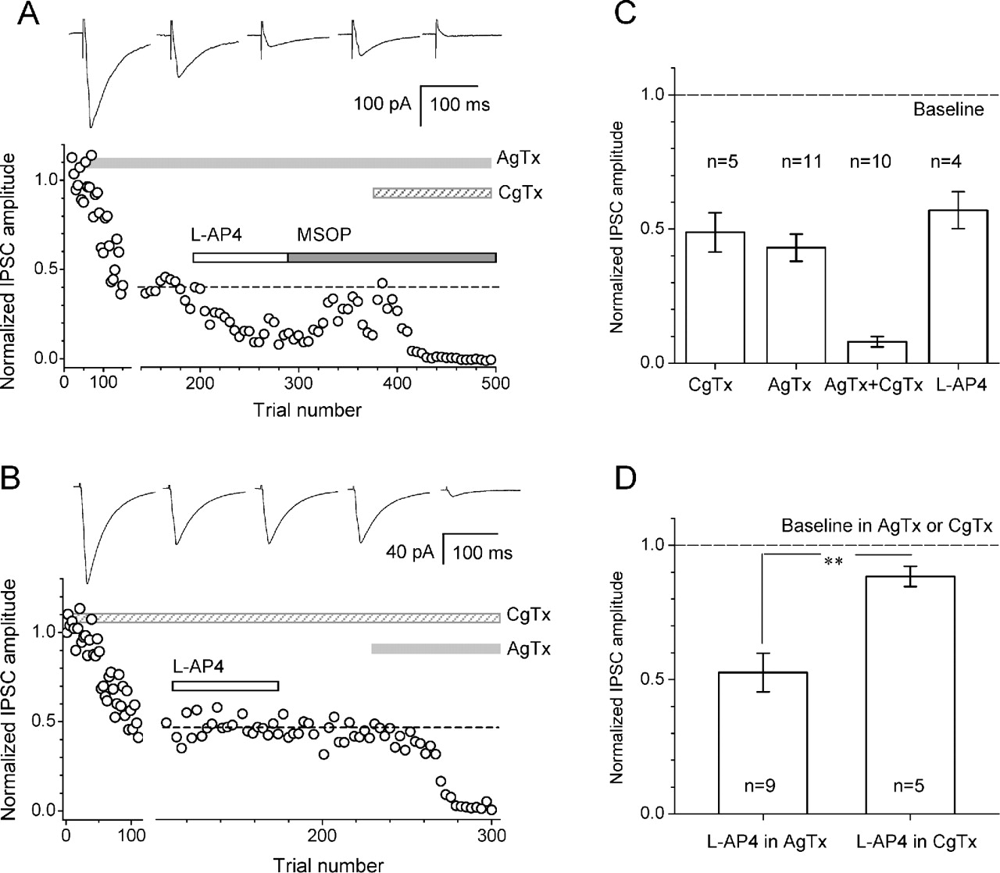 A
100 pA
100 ms
Normalized IPSC amplitude
1.0
0.5
0.0
AgTx
CgTx
L-AP4
MSOP
0
100
200
300
400
500
Trial number
B
40 pA
100 ms
Normalized IPSC amplitude
1.0
0.5
0.0
CgTx
AgTx
L-AP4
0
100
200
300
Trial number
C
Normalized IPSC amplitude
1.0
0.5
0.0
Baseline
n=5
n=11
n=10
n=4
CgTx
AgTx
AgTx+CgTx
L-AP4
D
Normalized IPSC amplitude
1.0
0.5
0.0
Baseline in AgTx or CgTx
**
n=9
n=5
L-AP4 in AgTx
L-AP4 in CgTx